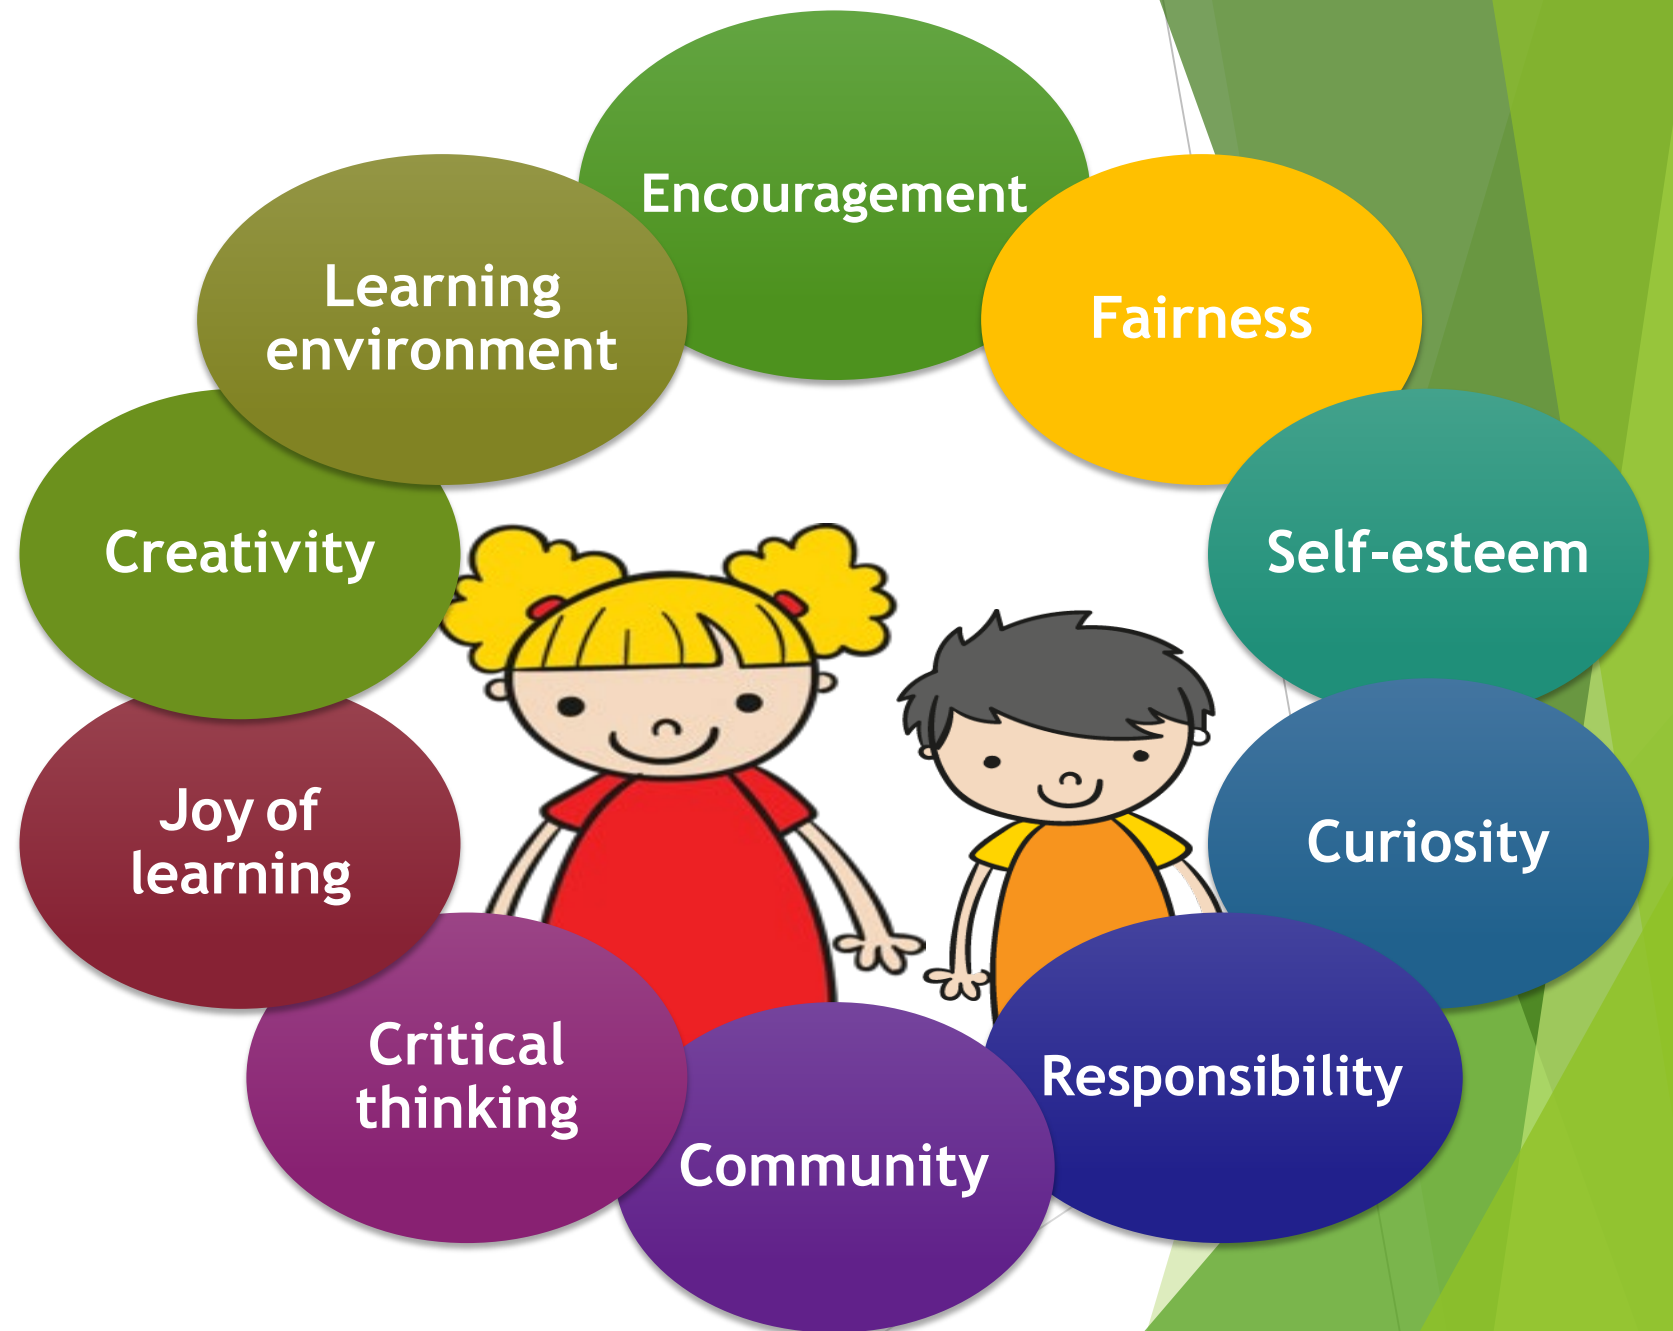 Encouragement
Fairness
Self-esteem
Curiosity
Responsibility
Community
Critical
thinking
Joy of
learning
Creativity
Learning
environment